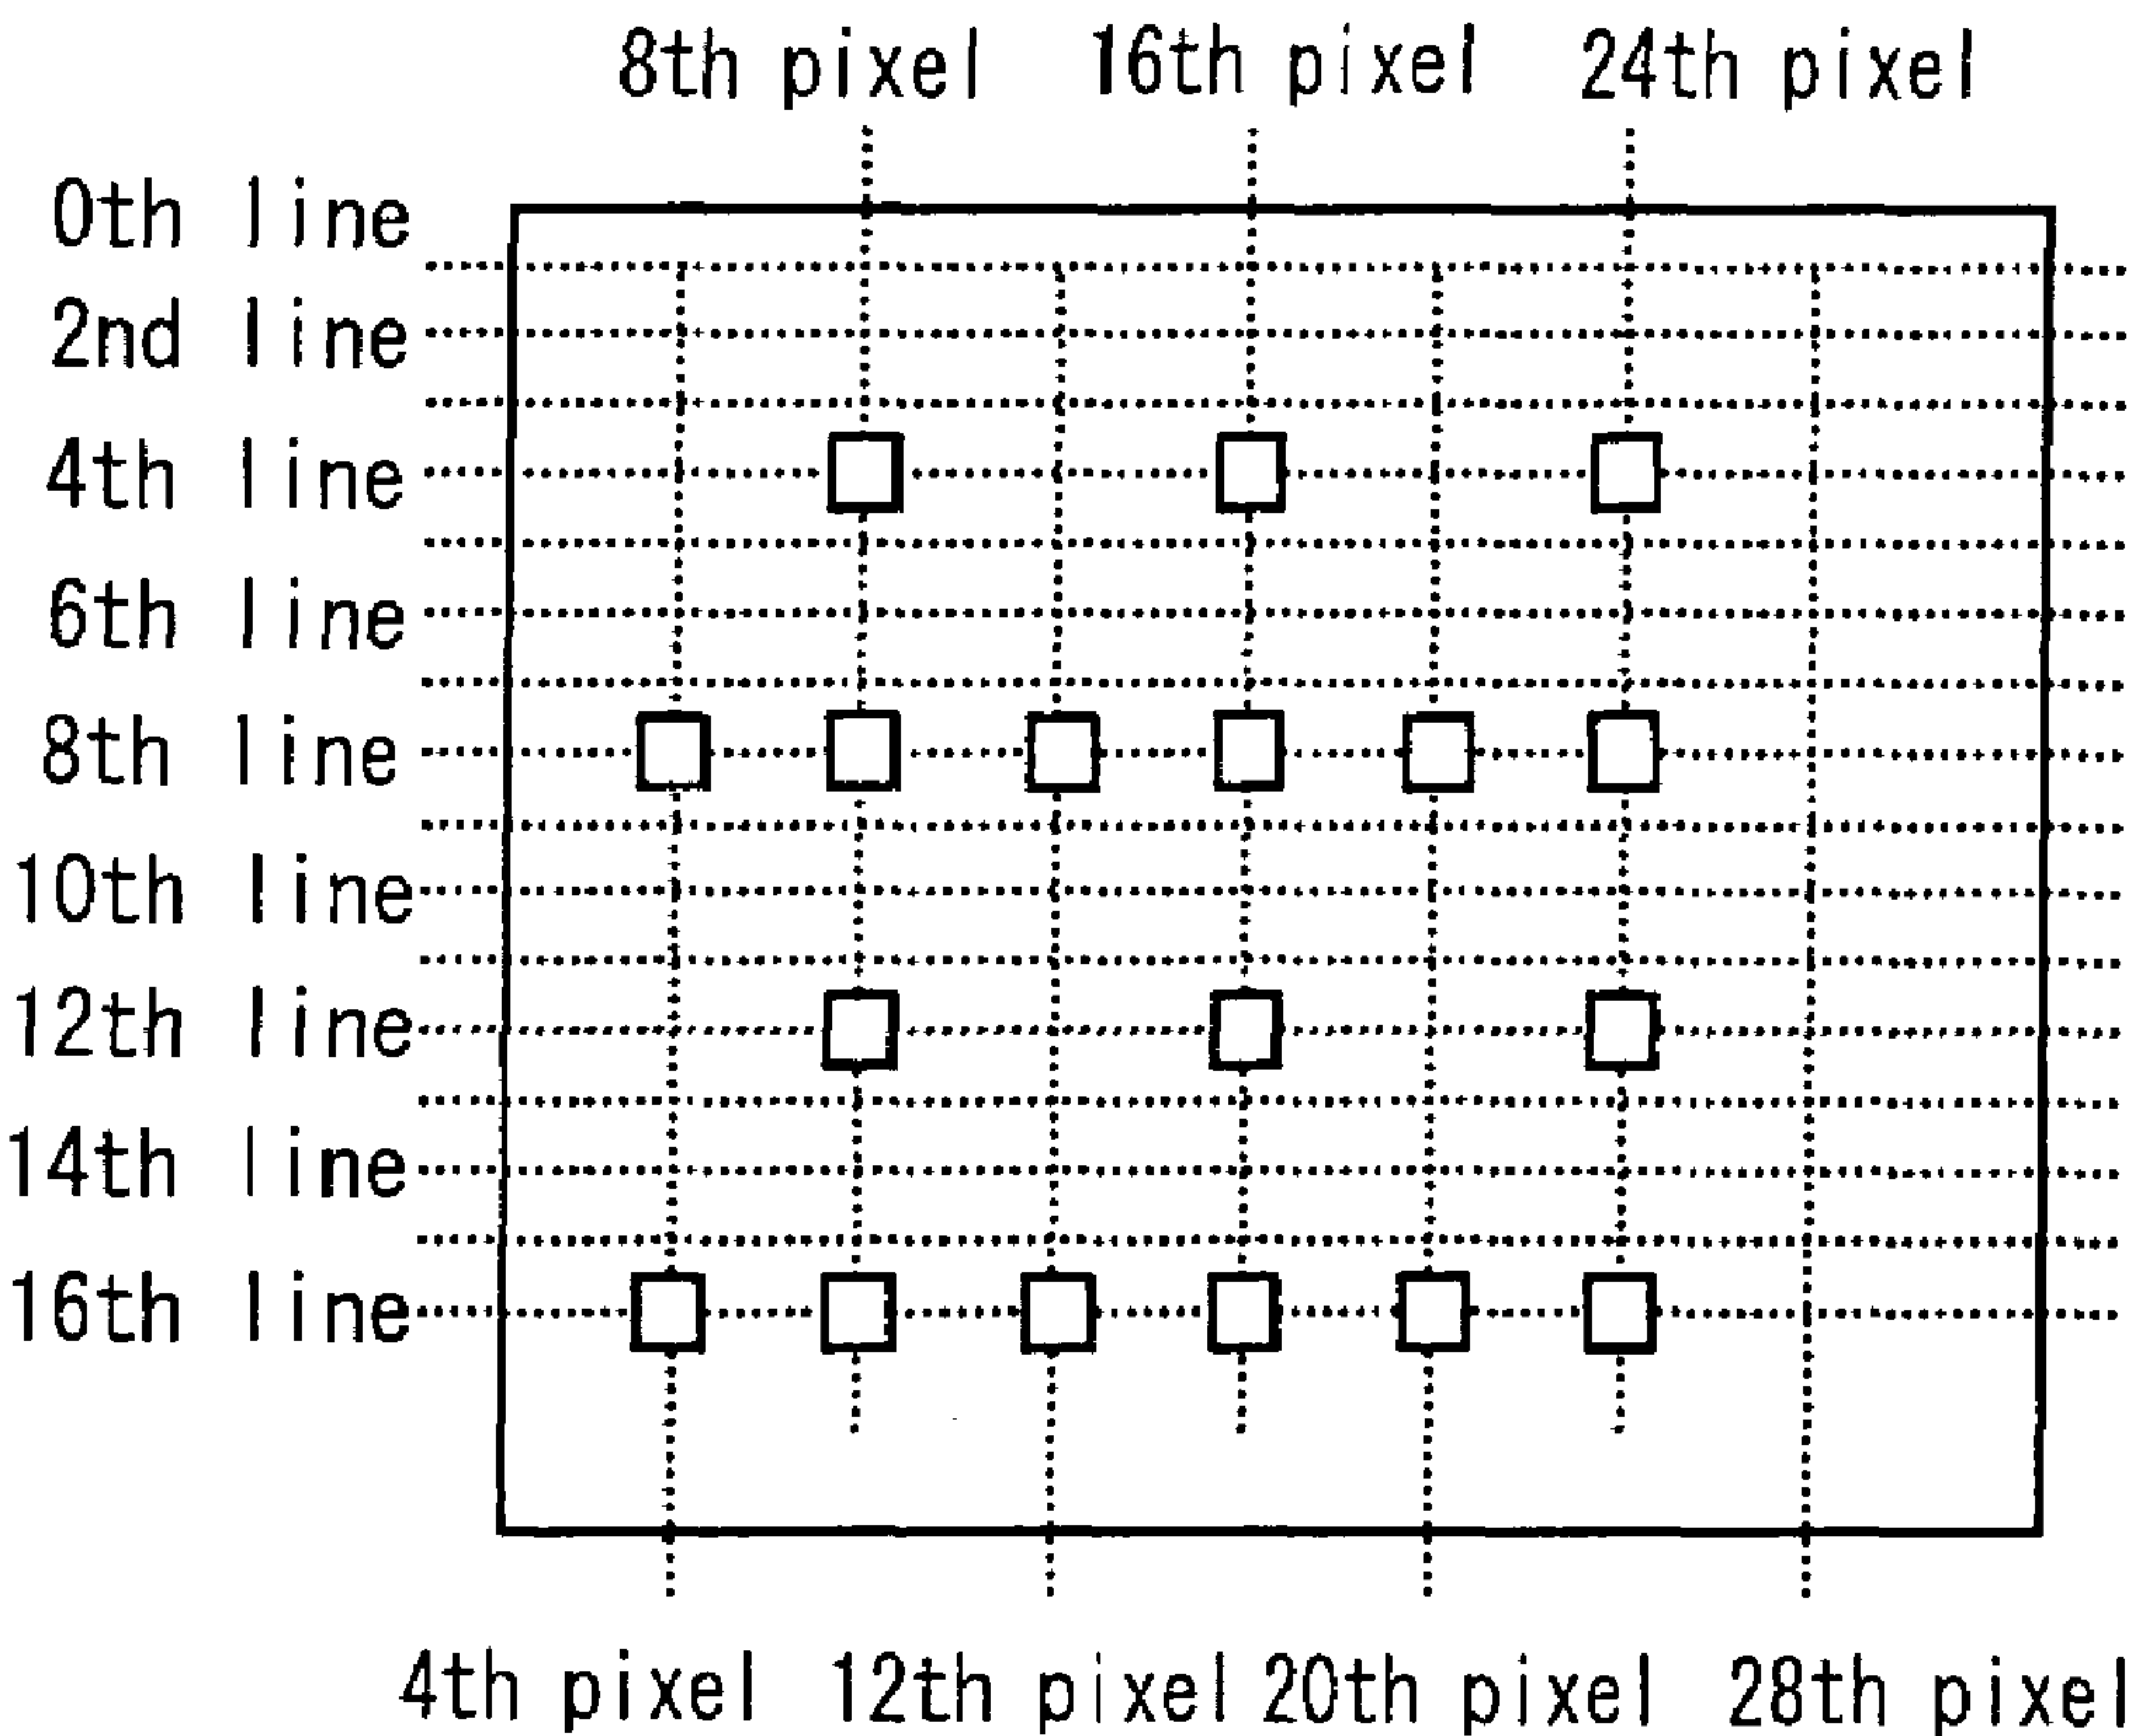 8th pixel 16th pixel 24th pixel
0th line
2nd line
4th line
6th line
8th line
10th line
12th line
14th line
16th line
4th pixel 12th pixel 20th pixel 28th pixel